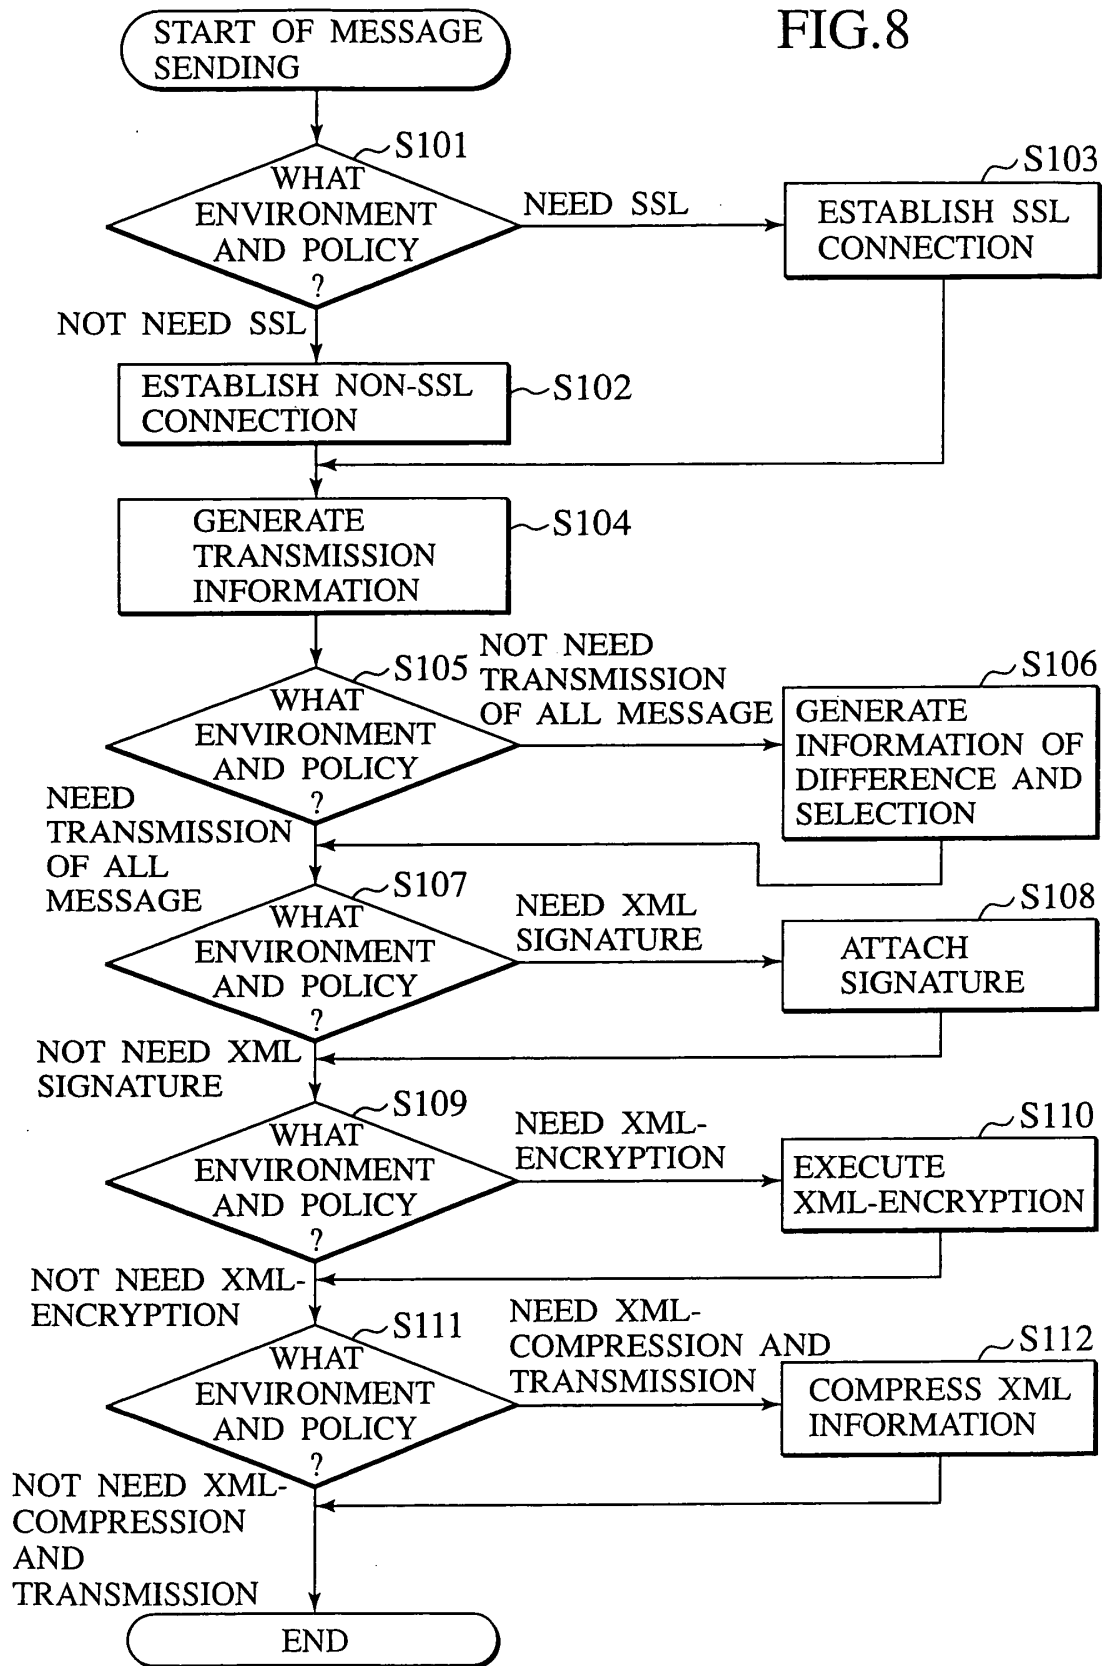 FIG.8
START OF MESSAGE
SENDING
S101
WHAT
ENVIRONMENT
AND POLICY
?
NEED SSL
S103
ESTABLISH SSL
CONNECTION
NOT NEED SSL
ESTABLISH NON-SSL
CONNECTION
S102
GENERATE
TRANSMISSION
INFORMATION
S104
S105
WHAT
ENVIRONMENT
AND POLICY
?
NOT NEED
TRANSMISSION
OF ALL MESSAGE
S106
GENERATE
INFORMATION OF
DIFFERENCE AND
SELECTION
NEED
TRANSMISSION
OF ALL
MESSAGE
S107
WHAT
ENVIRONMENT
AND POLICY
?
NEED XML
SIGNATURE
S108
ATTACH
SIGNATURE
NOT NEED XML
SIGNATURE
S109
WHAT
ENVIRONMENT
AND POLICY
?
NEED XML-
ENCRYPTION
S110
EXECUTE
XML-ENCRYPTION
NOT NEED XML-
ENCRYPTION
S111
WHAT
ENVIRONMENT
AND POLICY
?
NEED XML-
COMPRESSION AND
TRANSMISSION
S112
COMPRESS XML
INFORMATION
NOT NEED XML-
COMPRESSION
AND
TRANSMISSION
END